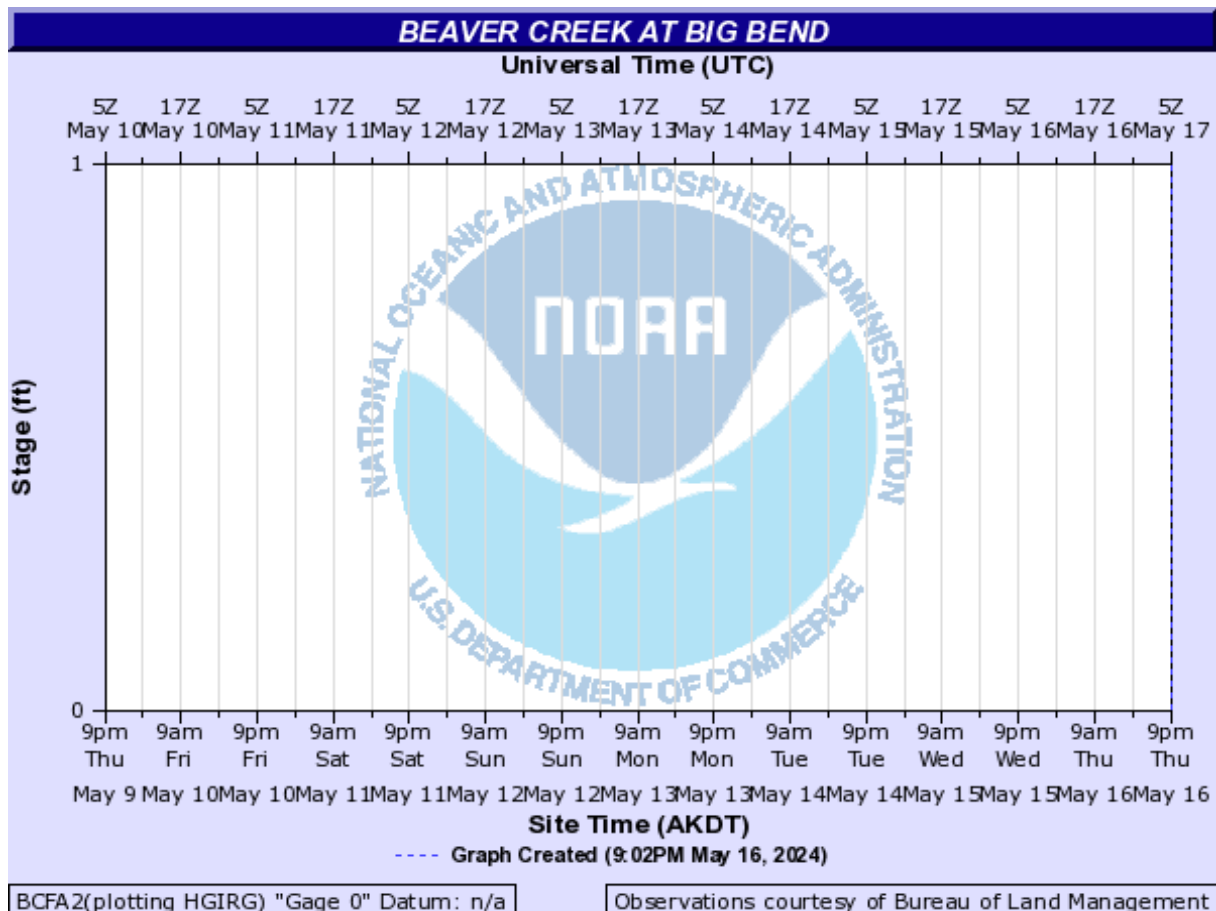 BEAVER CREEK AT BIG BEND
Universal Time (UTC)
5Z 17Z 5Z 17Z 5Z 17Z 5Z 17Z 5Z 17Z 5Z 17Z 5Z 17Z 5Z
May 10 May 10 May 11 May 11 May 12 May 12 May 13 May 13 May 14 May 14 May 15 May 15 May 16 May 16 May 17
1
NATIONAL OCEANIC AND ATMOSPHERIC ADMINISTRATION
NOAA
Stage (ft)
U.S. DEPARTMENT OF COMMERCE
0
9pm 9am 9pm 9am 9pm 9am 9pm 9am 9pm 9am 9pm 9am 9pm 9am 9pm
Thu Fri Fri Sat Sat Sun Sun Mon Mon Tue Tue Wed Wed Thu Thu
May 9 May 10 May 10 May 11 May 11 May 12 May 12 May 13 May 13 May 14 May 14 May 15 May 15 May 16 May 16
Site Time (AKDT)
---- Graph Created (9:02PM May 16, 2024)
BCFA2(plotting HGIRG) "Gage 0" Datum: n/a
Observations courtesy of Bureau of Land Management